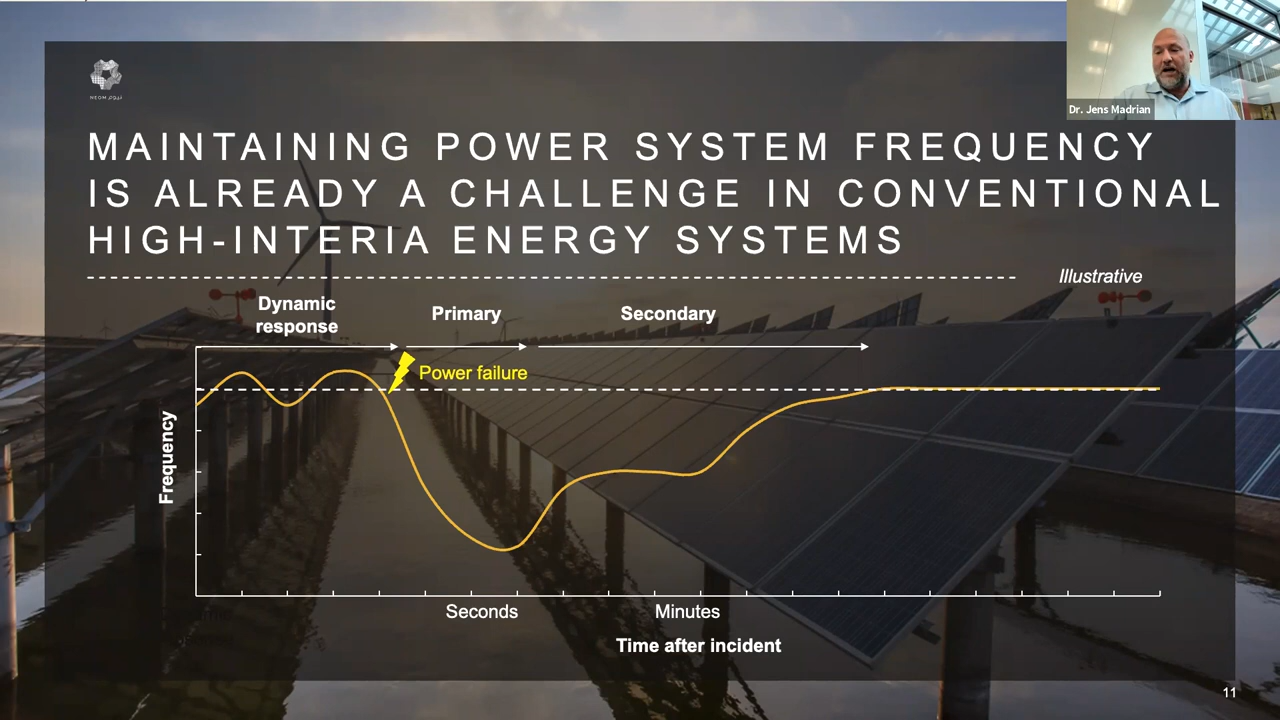 Dr. Jens Madrian
NEOM نيوم
MAINTAINING POWER SYSTEM FREQUENCY
IS ALREADY A CHALLENGE IN CONVENTIONAL
HIGH-INTERIA ENERGY SYSTEMS
Illustrative
Dynamic
response
Primary
Secondary
Power failure
Frequency
Seconds
Minutes
Time after incident
11